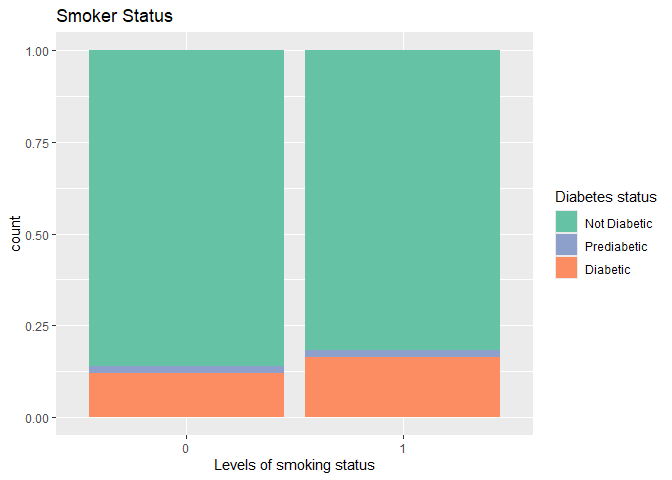 Smoker Status
1.00
0.75
0.50
0.25
0.00
count
0
1
Levels of smoking status
Diabetes status
Not Diabetic
Prediabetic
Diabetic